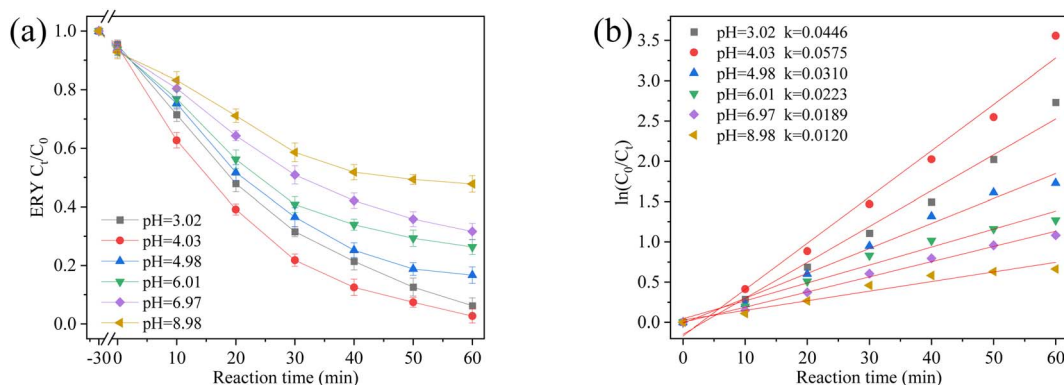 (a)
ERY Ct/C0
1.0
0.8
0.6
0.4
0.2
0.0
pH=3.02
pH=4.03
pH=4.98
pH=6.01
pH=6.97
pH=8.98
-30 0 10 20 30 40 50 60
Reaction time (min)
(b)
ln(C0/Ct)
3.5
3.0
2.5
2.0
1.5
1.0
0.5
0.0
pH=3.02 k=0.0446
pH=4.03 k=0.0575
pH=4.98 k=0.0310
pH=6.01 k=0.0223
pH=6.97 k=0.0189
pH=8.98 k=0.0120
0 10 20 30 40 50 60
Reaction time (min)